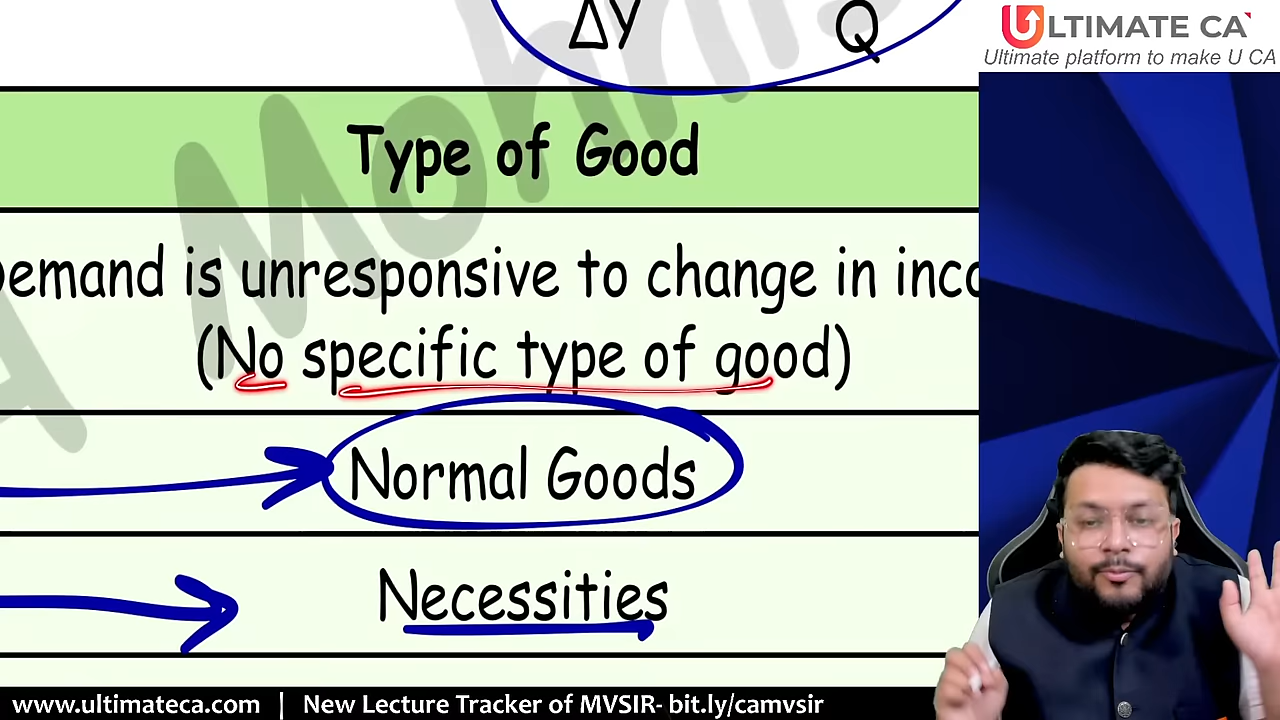 ΔY Q
ULTIMATE CA
Ultimate platform to make U CA
Type of Good
Demand is unresponsive to change in inco
(No specific type of good)
Normal Goods
Necessities
www.ultimateca.com | New Lecture Tracker of MVSIR- bit.ly/camvsir